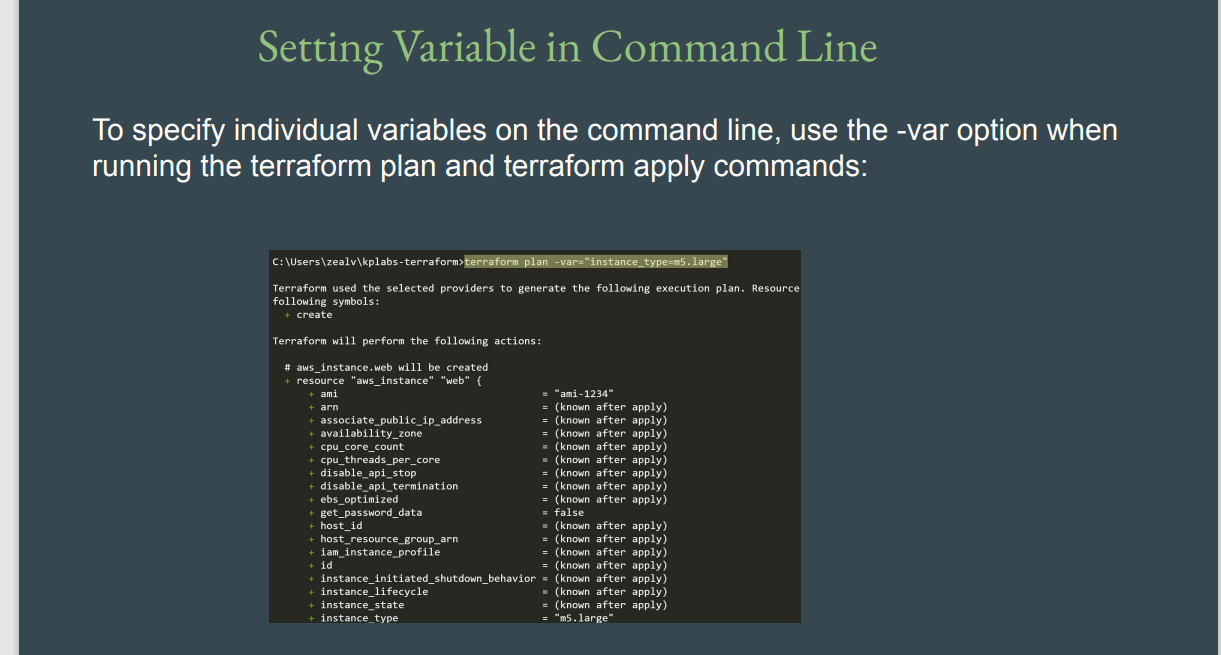 Setting Variable in Command Line
To specify individual variables on the command line, use the -var option when
running the terraform plan and terraform apply commands:
C:\Users\zealv\kplabs-terraform>terraform plan -var="instance_type=m5.large"
Terraform used the selected providers to generate the following execution plan. Resource
following symbols:
+ create
Terraform will perform the following actions:
# aws_instance.web will be created
+ resource "aws_instance" "web" {
+ ami = "ami-1234"
+ arn = (known after apply)
+ associate_public_ip_address = (known after apply)
+ availability_zone = (known after apply)
+ cpu_core_count = (known after apply)
+ cpu_threads_per_core = (known after apply)
+ disable_api_stop = (known after apply)
+ disable_api_termination = (known after apply)
+ ebs_optimized = (known after apply)
+ get_password_data = false
+ host_id = (known after apply)
+ host_resource_group_arn = (known after apply)
+ iam_instance_profile = (known after apply)
+ id = (known after apply)
+ instance_initiated_shutdown_behavior = (known after apply)
+ instance_lifecycle = (known after apply)
+ instance_state = (known after apply)
+ instance_type = "m5.large"